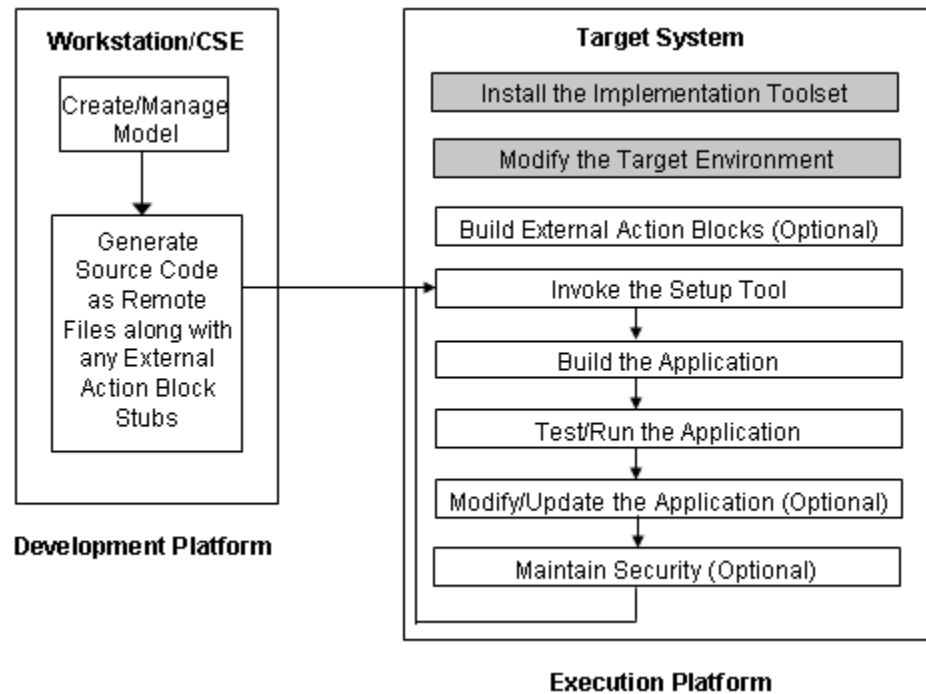 Workstation/CSE
Create/Manage
Model
Generate
Source Code
as Remote
Files along with
any External
Action Block
Stubs
Development Platform
Target System
Install the Implementation Toolset
Modify the Target Environment
Build External Action Blocks (Optional)
Invoke the Setup Tool
Build the Application
Test/Run the Application
Modify/Update the Application (Optional)
Maintain Security (Optional)
Execution Platform